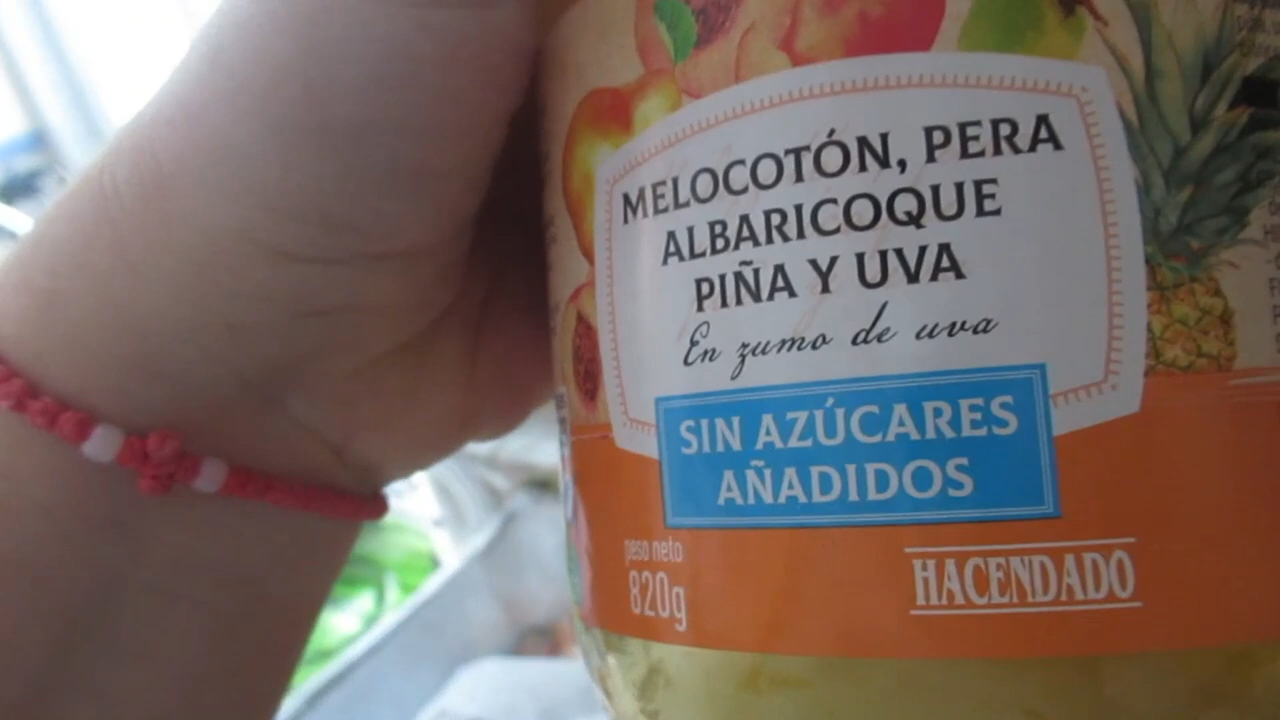 MELOCOTÓN, PERA
ALBARICOQUE
PIÑA Y UVA
En zumo de uva
SIN AZÚCARES
AÑADIDOS
peso neto
820g
HACENDADO